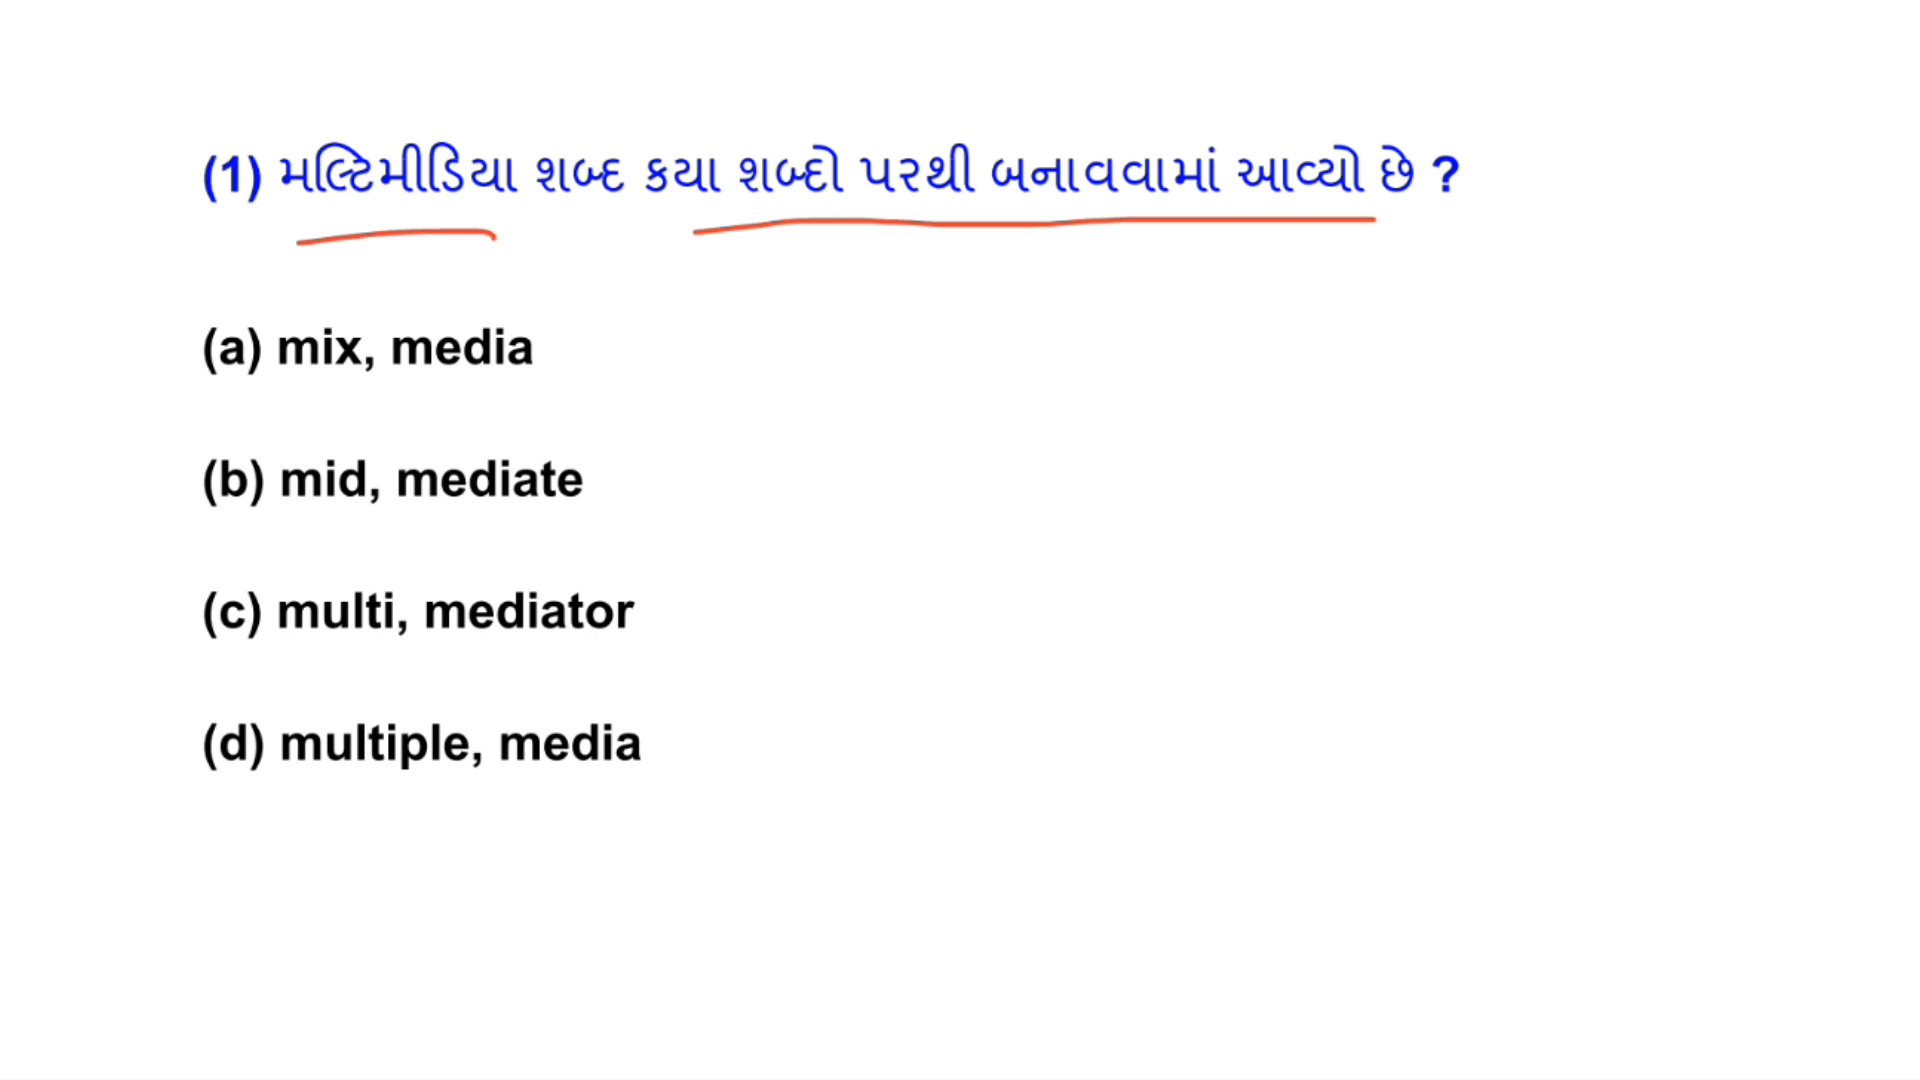 (1) મલ્ટિમીડિયા શબ્દ કયા શબ્દો પરથી બનાવવામાં આવ્યો છે ?
(a) mix, media
(b) mid, mediate
(c) multi, mediator
(d) multiple, media